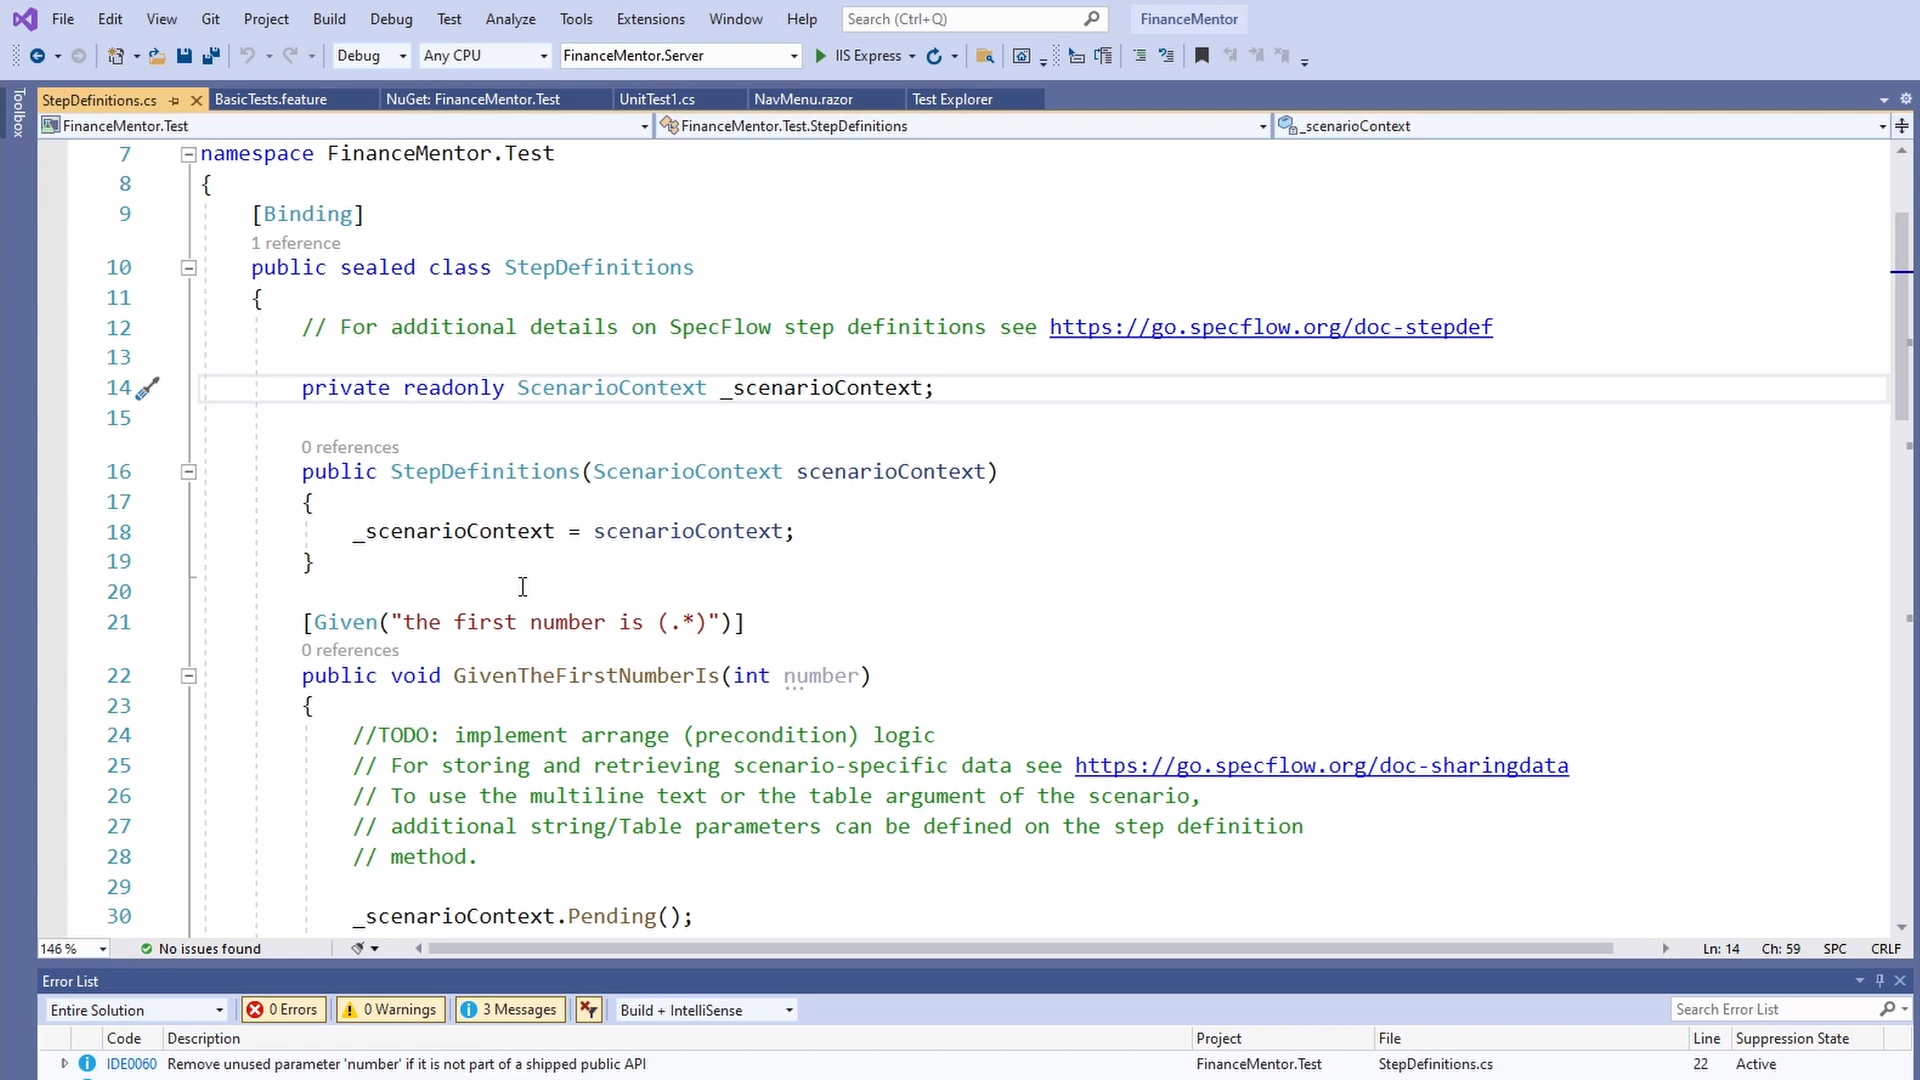 File Edit View Git Project Build Debug Test Analyze Tools Extensions Window Help Search (Ctrl+Q) FinanceMentor
Debug Any CPU FinanceMentor.Server IIS Express
Toolbox
StepDefinitions.cs BasicTests.feature NuGet: FinanceMentor.Test UnitTest1.cs NavMenu.razor Test Explorer
FinanceMentor.Test FinanceMentor.Test.StepDefinitions _scenarioContext
7 namespace FinanceMentor.Test
8 {
9 [Binding]
1 reference
10 public sealed class StepDefinitions
11 {
12 // For additional details on SpecFlow step definitions see https://go.specflow.org/doc-stepdef
13
14 private readonly ScenarioContext _scenarioContext;
15
0 references
16 public StepDefinitions(ScenarioContext scenarioContext)
17 {
18 _scenarioContext = scenarioContext;
19 }
20
21 [Given("the first number is (.*)")]
0 references
22 public void GivenTheFirstNumberIs(int number)
23 {
24 //TODO: implement arrange (precondition) logic
25 // For storing and retrieving scenario-specific data see https://go.specflow.org/doc-sharingdata
26 // To use the multiline text or the table argument of the scenario,
27 // additional string/Table parameters can be defined on the step definition
28 // method.
29
30 _scenarioContext.Pending();
146 % No issues found Ln: 14 Ch: 59 SPC CRLF
Error List
Entire Solution 0 Errors 0 Warnings 3 Messages Build + IntelliSense Search Error List
Code Description Project File Line Suppression State
IDE0060 Remove unused parameter 'number' if it is not part of a shipped public API FinanceMentor.Test StepDefinitions.cs 22 Active